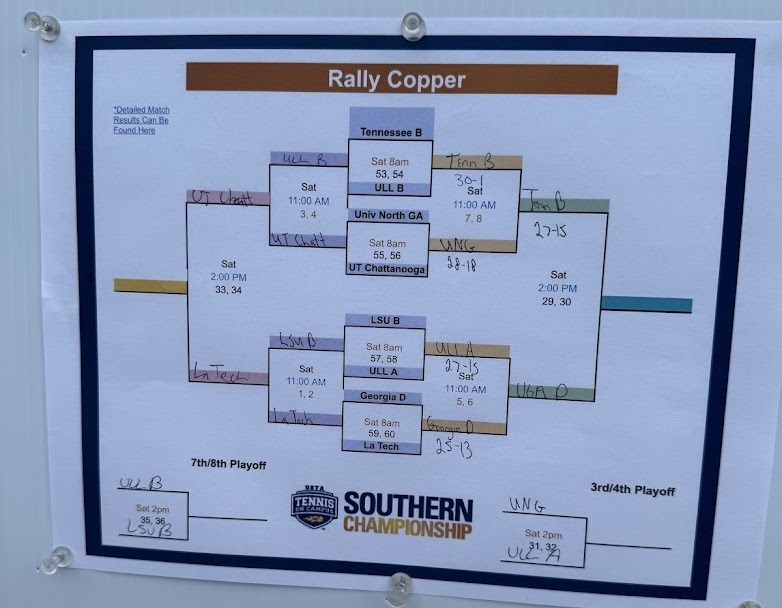 Rally Copper
*Detailed Match
Results Can Be
Found Here
Tennessee B
Sat 8am
53, 54
ULL B
Univ North GA
Sat 8am
55, 56
UT Chattanooga
LSU B
Sat 8am
57, 58
ULL A
Georgia D
Sat 8am
59, 60
La Tech
ULL B
Sat
11:00 AM
3, 4
UT Chatt
LSU B
Sat
11:00 AM
1, 2
La Tech
UT Chatt
Sat
2:00 PM
33, 34
La Tech
Tenn B
30-1
Sat
11:00 AM
7, 8
UNG
28-18
ULL A
27-15
Sat
11:00 AM
5, 6
Georgia D
25-13
Tenn B
27-15
Sat
2:00 PM
29, 30
UGA D
7th/8th Playoff
ULL B
Sat 2pm
35, 36
LSU B
USTA
TENNIS
ON CAMPUS
SOUTHERN
CHAMPIONSHIP
3rd/4th Playoff
UNG
Sat 2pm
31, 32
ULL A